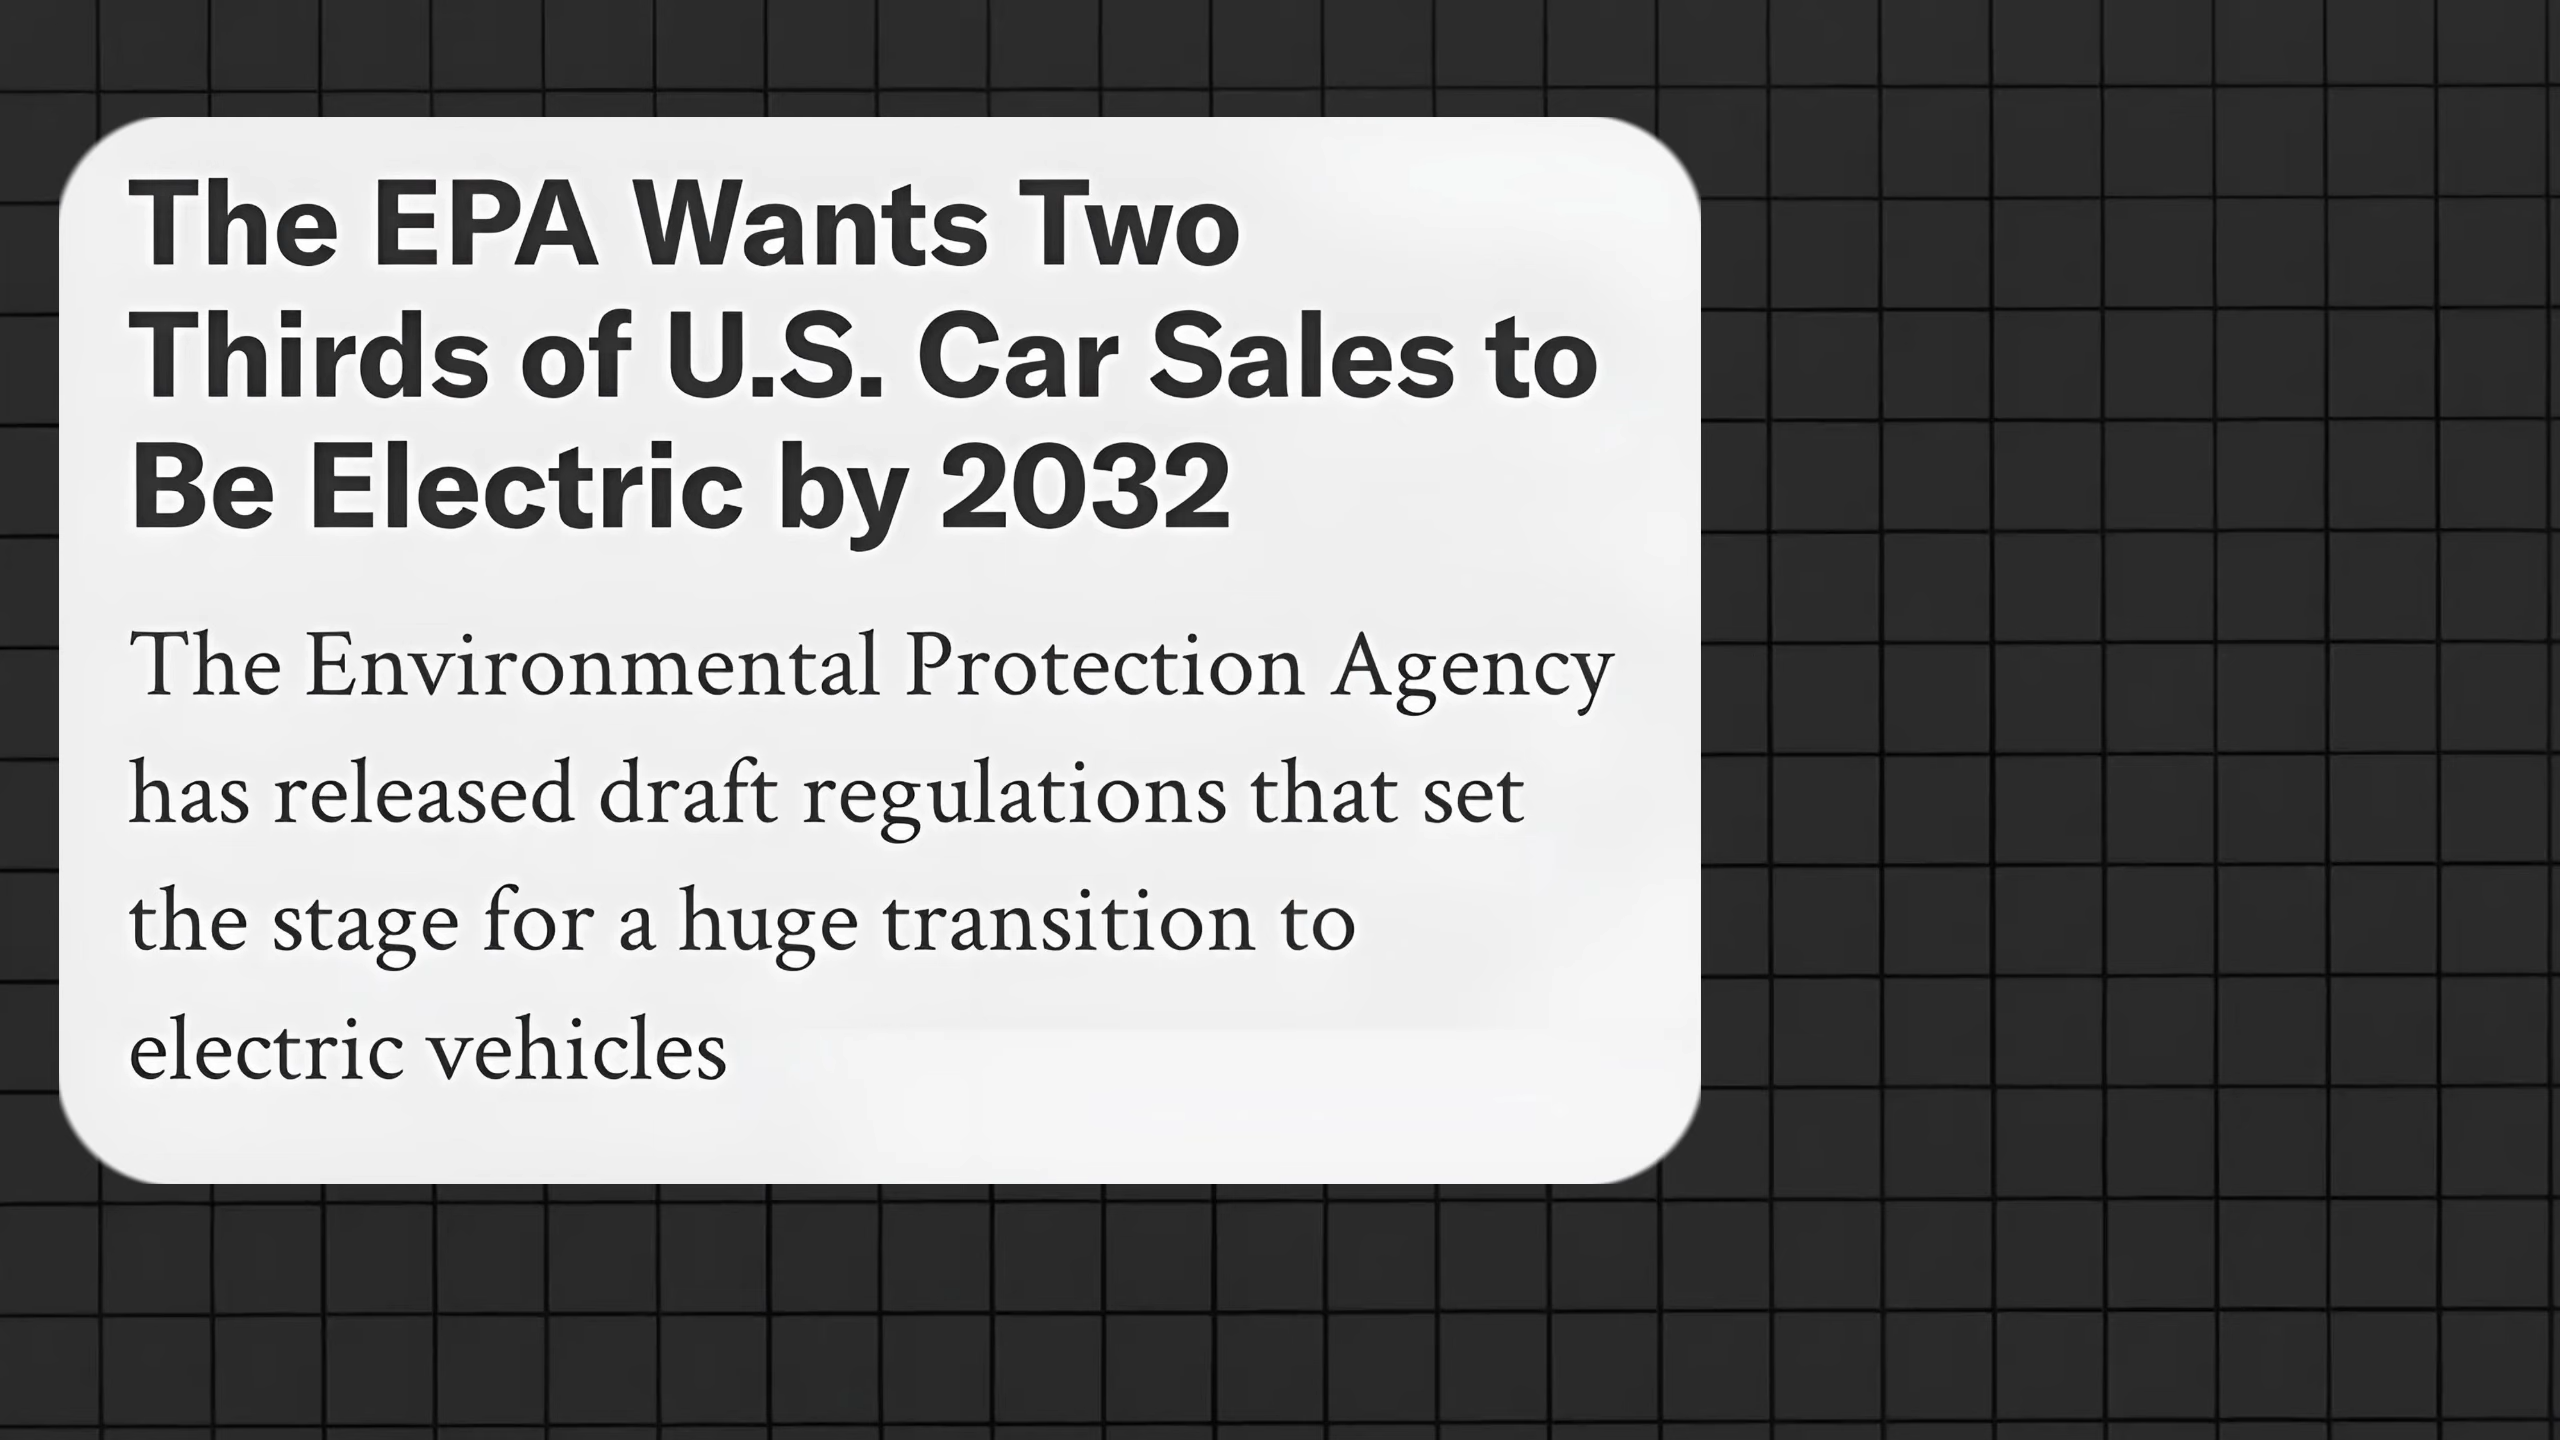 The EPA Wants Two
Thirds of U.S. Car Sales to
Be Electric by 2032
The Environmental Protection Agency
has released draft regulations that set
the stage for a huge transition to
electric vehicles